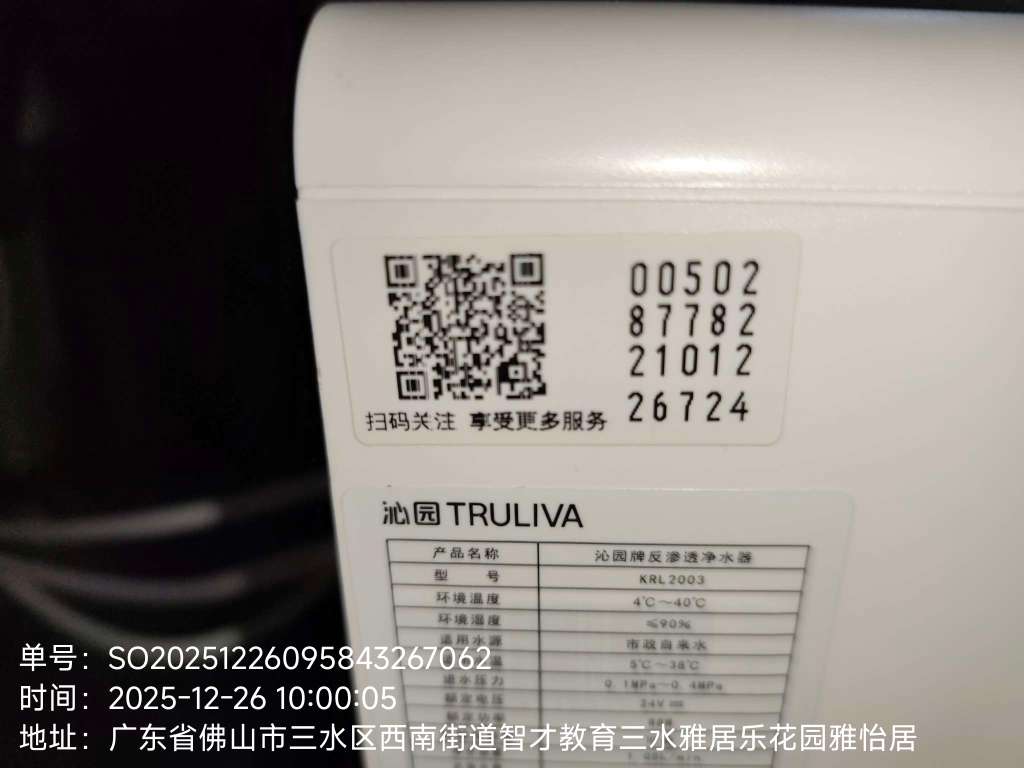 00502
87782
21012
26724
扫码关注 享受更多服务
沁园 TRULIVA
产品名称 沁园牌反渗透净水器
型号 KRL2003
环境温度 4℃～40℃
环境湿度 ≤90%
适用水源 市政自来水
温 5℃～38℃
进水压力 0.1MPa～0.4MPa
额定电压 24V
额定功率
单号：SO20251226095843267062
时间：2025-12-26 10:00:05
地址：广东省佛山市三水区西南街道智才教育三水雅居乐花园雅怡居